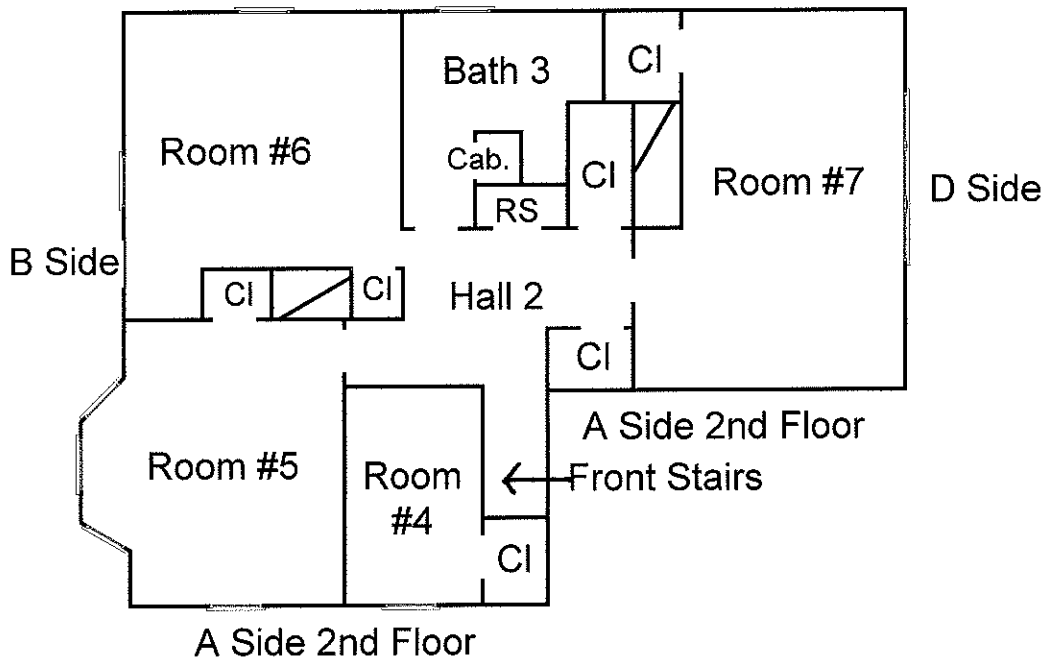 Cl
Bath 3
Room #6
Cab.
Cl
Room #7
D Side
RS
B Side
Cl
Cl
Hall 2
Cl
A Side 2nd Floor
Room #5
Room
#4
Front Stairs
Cl
A Side 2nd Floor